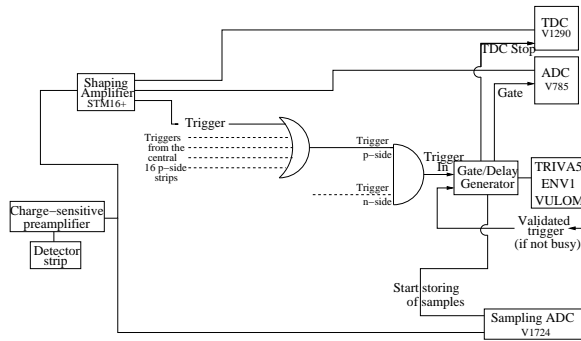 TDC
V1290
TDC Stop
Shaping
Amplifier
STM16+
ADC
V785
Gate
Trigger
Triggers
from the
central
16 p-side
strips
Trigger
p-side
Trigger
In
Trigger
n-side
Gate/Delay
Generator
TRIVA5
ENV1
VULOM
Charge-sensitive
preamplifier
Detector
strip
Validated
trigger
(if not busy)
Start storing
of samples
Sampling ADC
V1724